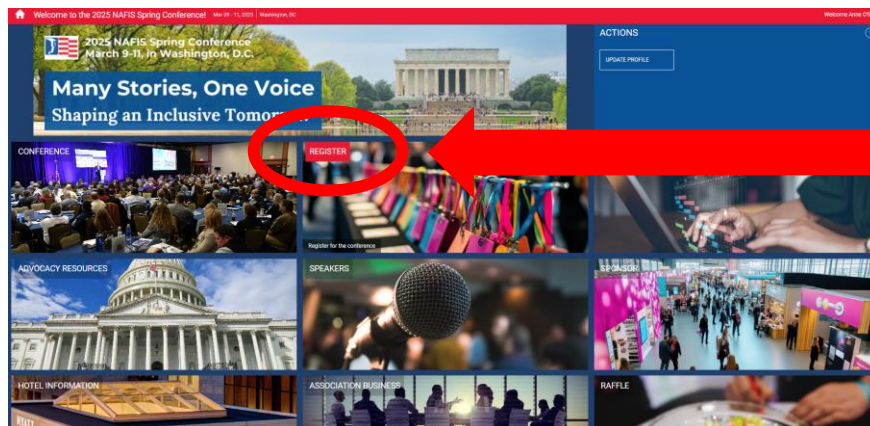 Welcome to the 2025 NAFIS Spring Conference! Mar 09 - 11, 2025 | Washington, DC
Welcome Anne O'
2025 NAFIS Spring Conference
March 9-11, in Washington, D.C.
Many Stories, One Voice
Shaping an Inclusive
ACTIONS
UPDATE PROFILE
CONFERENCE
REGISTER
Register for the conference
ADVOCACY RESOURCES
SPEAKERS
SPONSOR
HOTEL INFORMATION
ASSOCIATION BUSINESS
RAFFLE
HYATT